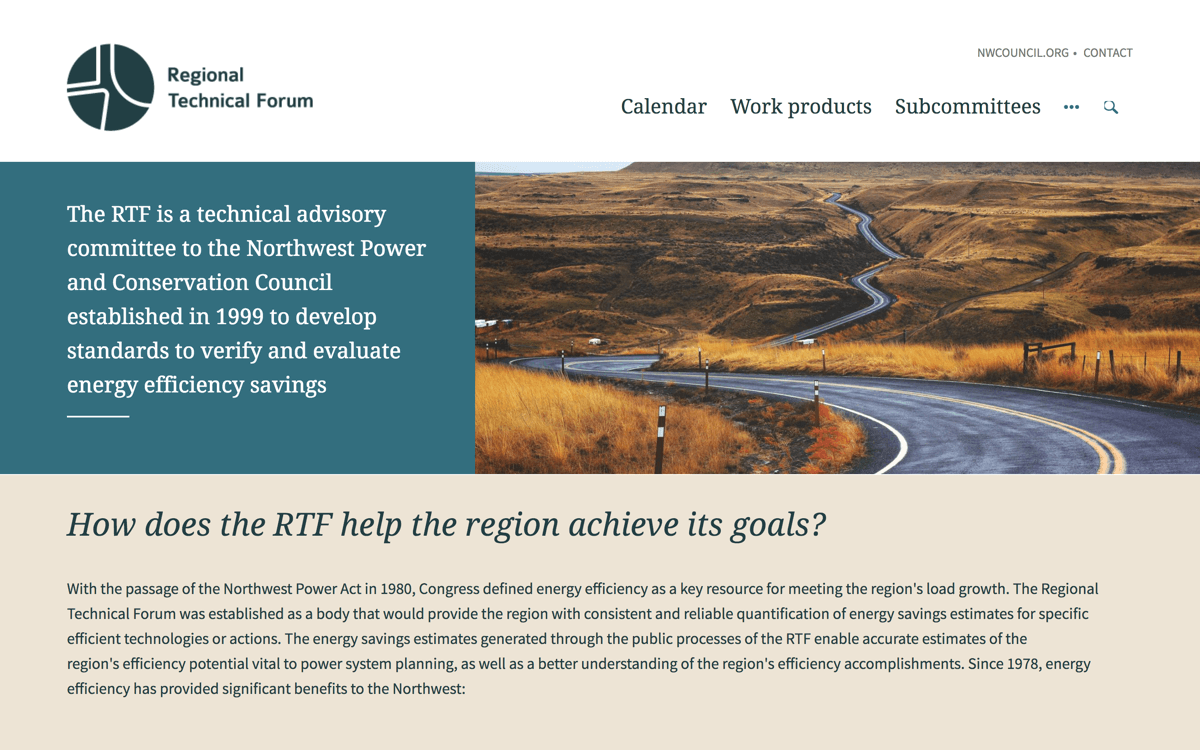 Regional
Technical Forum
NWCOUNCIL.ORG • CONTACT
Calendar Work products Subcommittees •••
The RTF is a technical advisory
committee to the Northwest Power
and Conservation Council
established in 1999 to develop
standards to verify and evaluate
energy efficiency savings
How does the RTF help the region achieve its goals?
With the passage of the Northwest Power Act in 1980, Congress defined energy efficiency as a key resource for meeting the region's load growth. The Regional
Technical Forum was established as a body that would provide the region with consistent and reliable quantification of energy savings estimates for specific
efficient technologies or actions. The energy savings estimates generated through the public processes of the RTF enable accurate estimates of the
region's efficiency potential vital to power system planning, as well as a better understanding of the region's efficiency accomplishments. Since 1978, energy
efficiency has provided significant benefits to the Northwest: